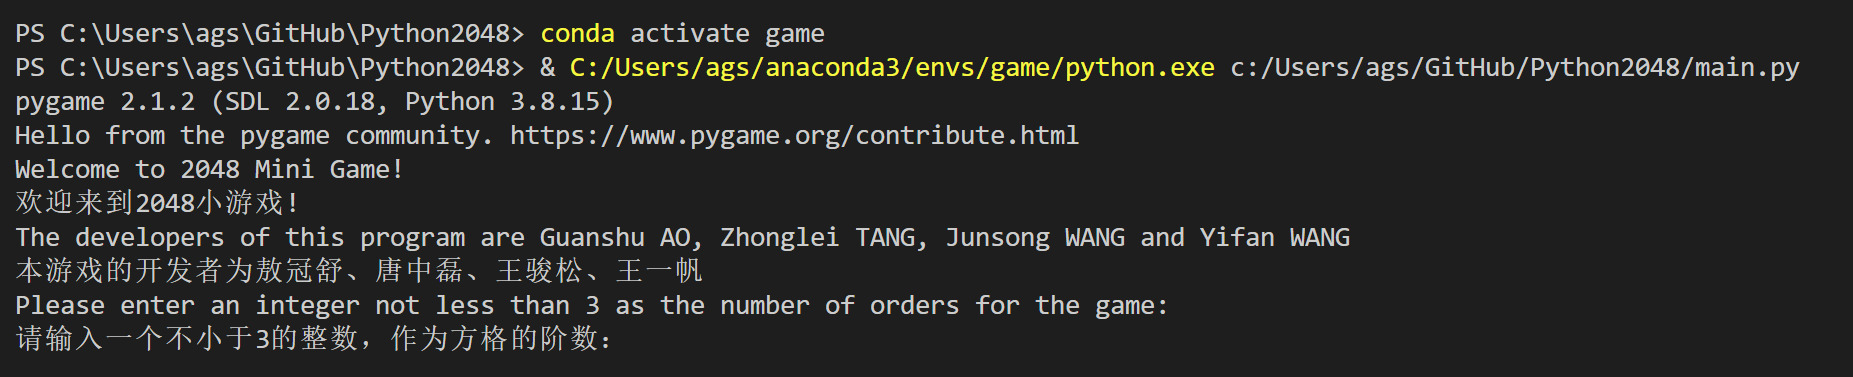 PS C:\Users\ags\GitHub\Python2048> conda activate game
PS C:\Users\ags\GitHub\Python2048> & C:/Users/ags/anaconda3/envs/game/python.exe c:/Users/ags/GitHub/Python2048/main.py
pygame 2.1.2 (SDL 2.0.18, Python 3.8.15)
Hello from the pygame community. https://www.pygame.org/contribute.html
Welcome to 2048 Mini Game!
欢迎来到2048小游戏!
The developers of this program are Guanshu AO, Zhonglei TANG, Junsong WANG and Yifan WANG
本游戏的开发者为敖冠舒、唐中磊、王骏松、王一帆
Please enter an integer not less than 3 as the number of orders for the game:
请输入一个不小于3的整数，作为方格的阶数：